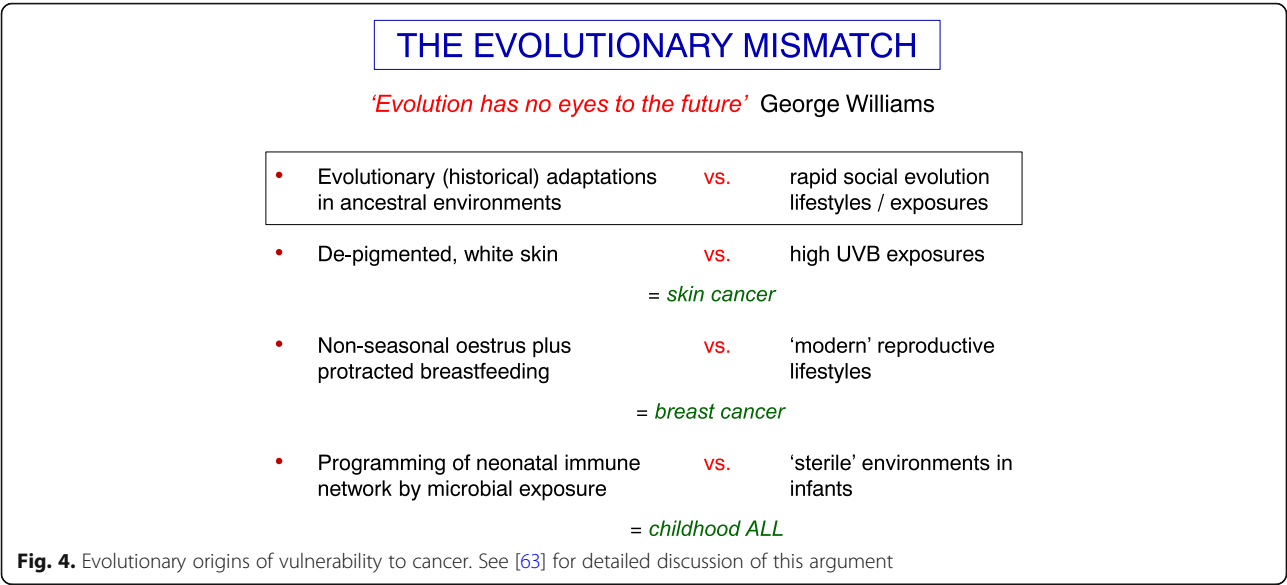 THE EVOLUTIONARY MISMATCH
‘Evolution has no eyes to the future’ George Williams
• Evolutionary (historical) adaptations vs. rapid social evolution
in ancestral environments lifestyles / exposures
• De-pigmented, white skin vs. high UVB exposures
= skin cancer
• Non-seasonal oestrus plus vs. ‘modern’ reproductive
protracted breastfeeding lifestyles
= breast cancer
• Programming of neonatal immune vs. ‘sterile’ environments in
network by microbial exposure infants
= childhood ALL
Fig. 4. Evolutionary origins of vulnerability to cancer. See [63] for detailed discussion of this argument